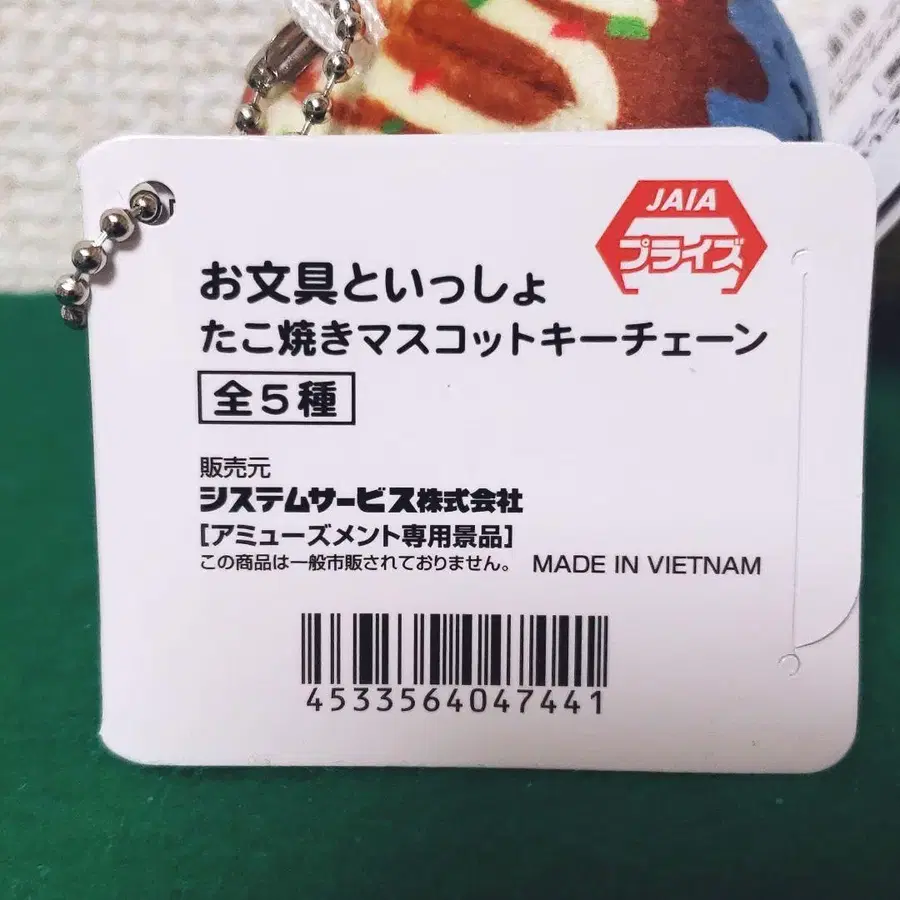 JAIA
プライズ
お文具といっしょ
たこ焼きマスコットキーチェーン
全5種
販売元
システムサービス株式会社
[アミューズメント専用景品]
この商品は一般市販されておりません。 MADE IN VIETNAM
4533564047441